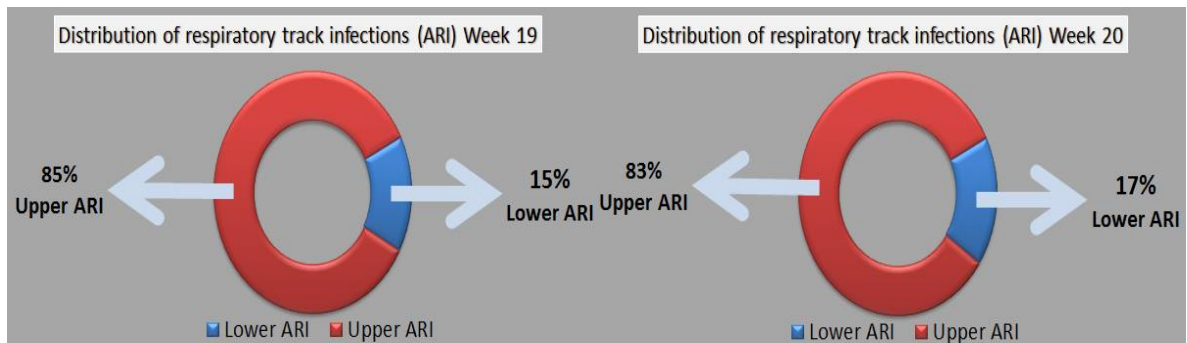 Distribution of respiratory track infections (ARI) Week 19
85%
Upper ARI
15%
Lower ARI
Lower ARI
Upper ARI
Distribution of respiratory track infections (ARI) Week 20
83%
Upper ARI
17%
Lower ARI
Lower ARI
Upper ARI